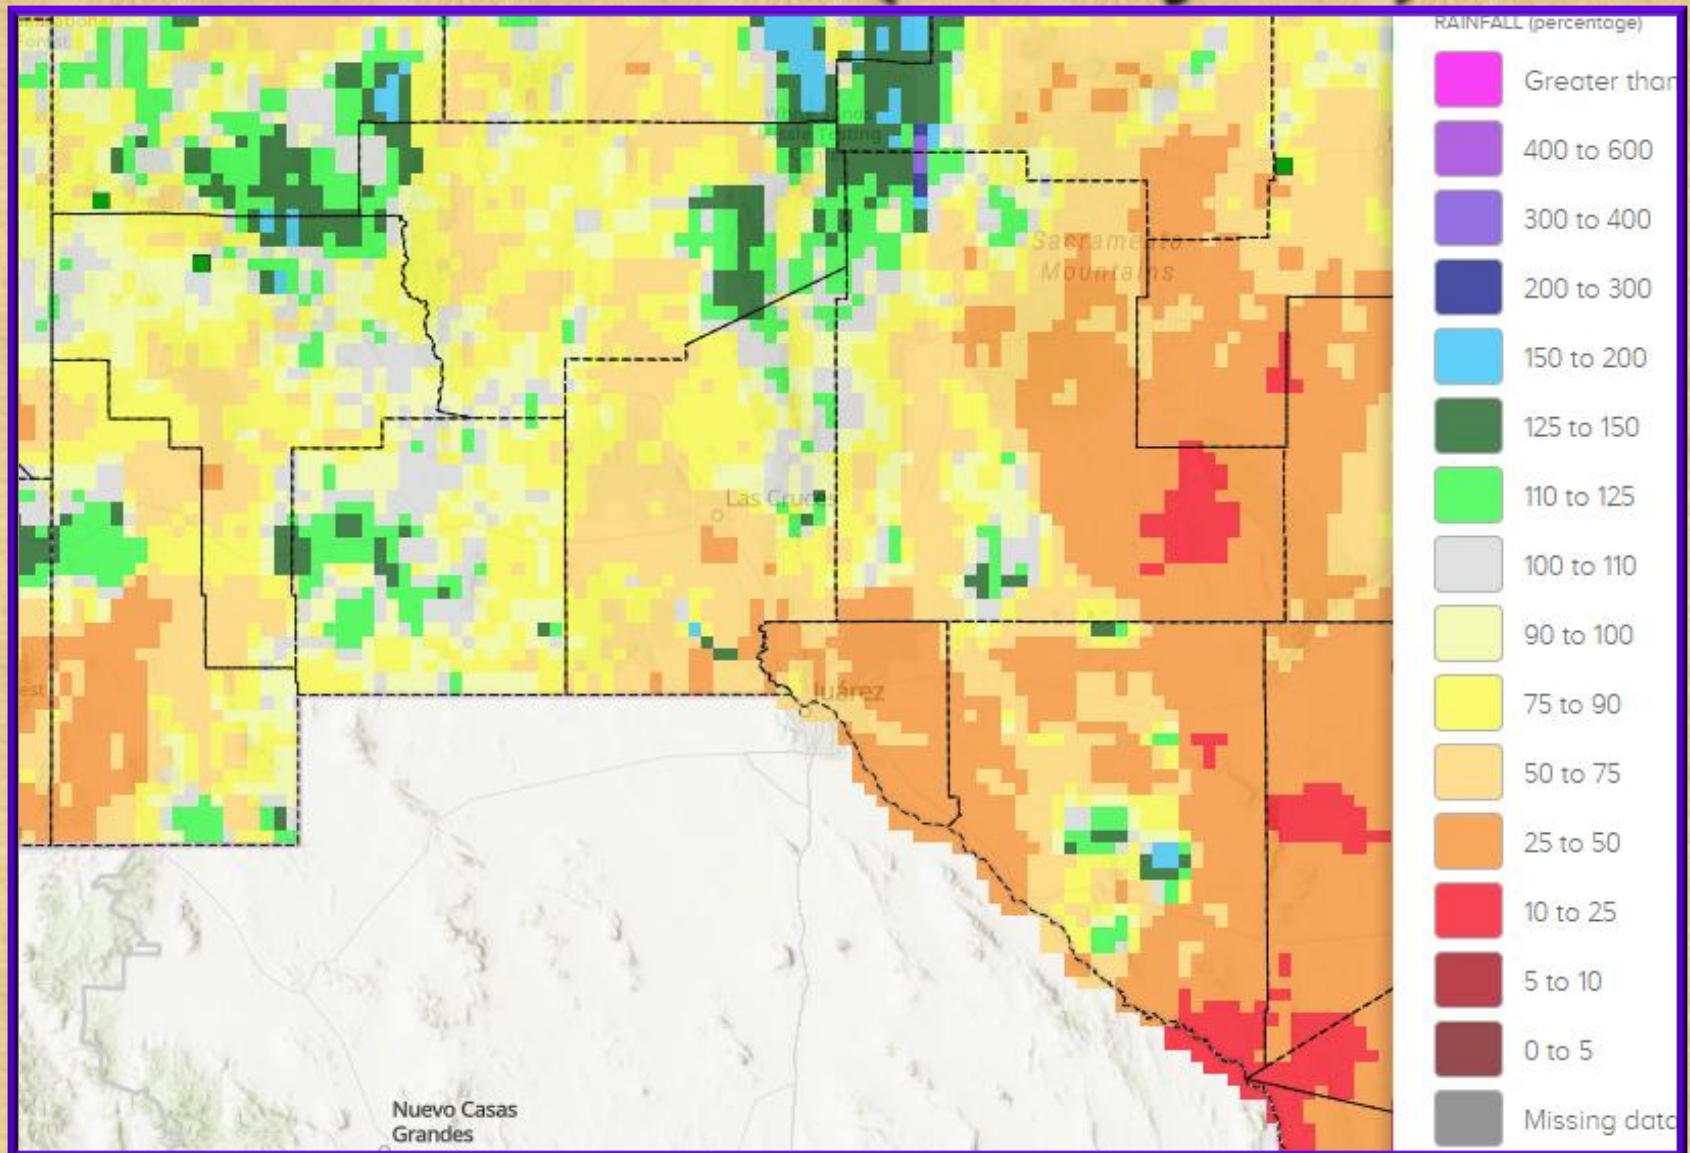 RAINFALL (percentage)
Greater than
400 to 600
300 to 400
200 to 300
150 to 200
125 to 150
110 to 125
100 to 110
90 to 100
75 to 90
50 to 75
25 to 50
10 to 25
5 to 10
0 to 5
Missing data
Forest
Sacramento
Mountains
Las Cruces
Juárez
Nuevo Casas
Grandes